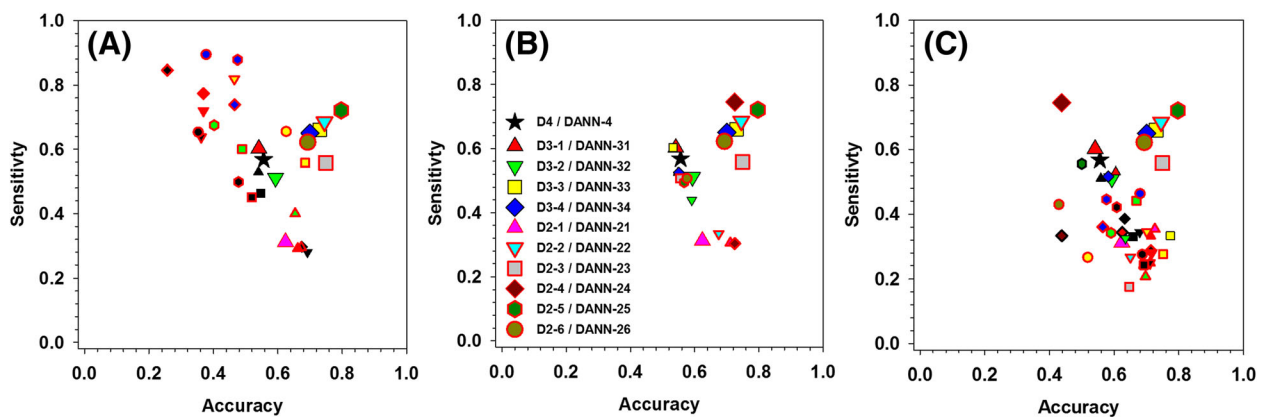 (A)
Sensitivty
1.0
0.8
0.6
0.4
0.2
0.0
0.0 0.2 0.4 0.6 0.8 1.0
Accuracy
(B)
Sensitivty
1.0
0.8
0.6
0.4
0.2
0.0
D4 / DANN-4
D3-1 / DANN-31
D3-2 / DANN-32
D3-3 / DANN-33
D3-4 / DANN-34
D2-1 / DANN-21
D2-2 / DANN-22
D2-3 / DANN-23
D2-4 / DANN-24
D2-5 / DANN-25
D2-6 / DANN-26
0.0 0.2 0.4 0.6 0.8 1.0
Accuracy
(C)
Sensitivty
1.0
0.8
0.6
0.4
0.2
0.0
0.0 0.2 0.4 0.6 0.8 1.0
Accuracy